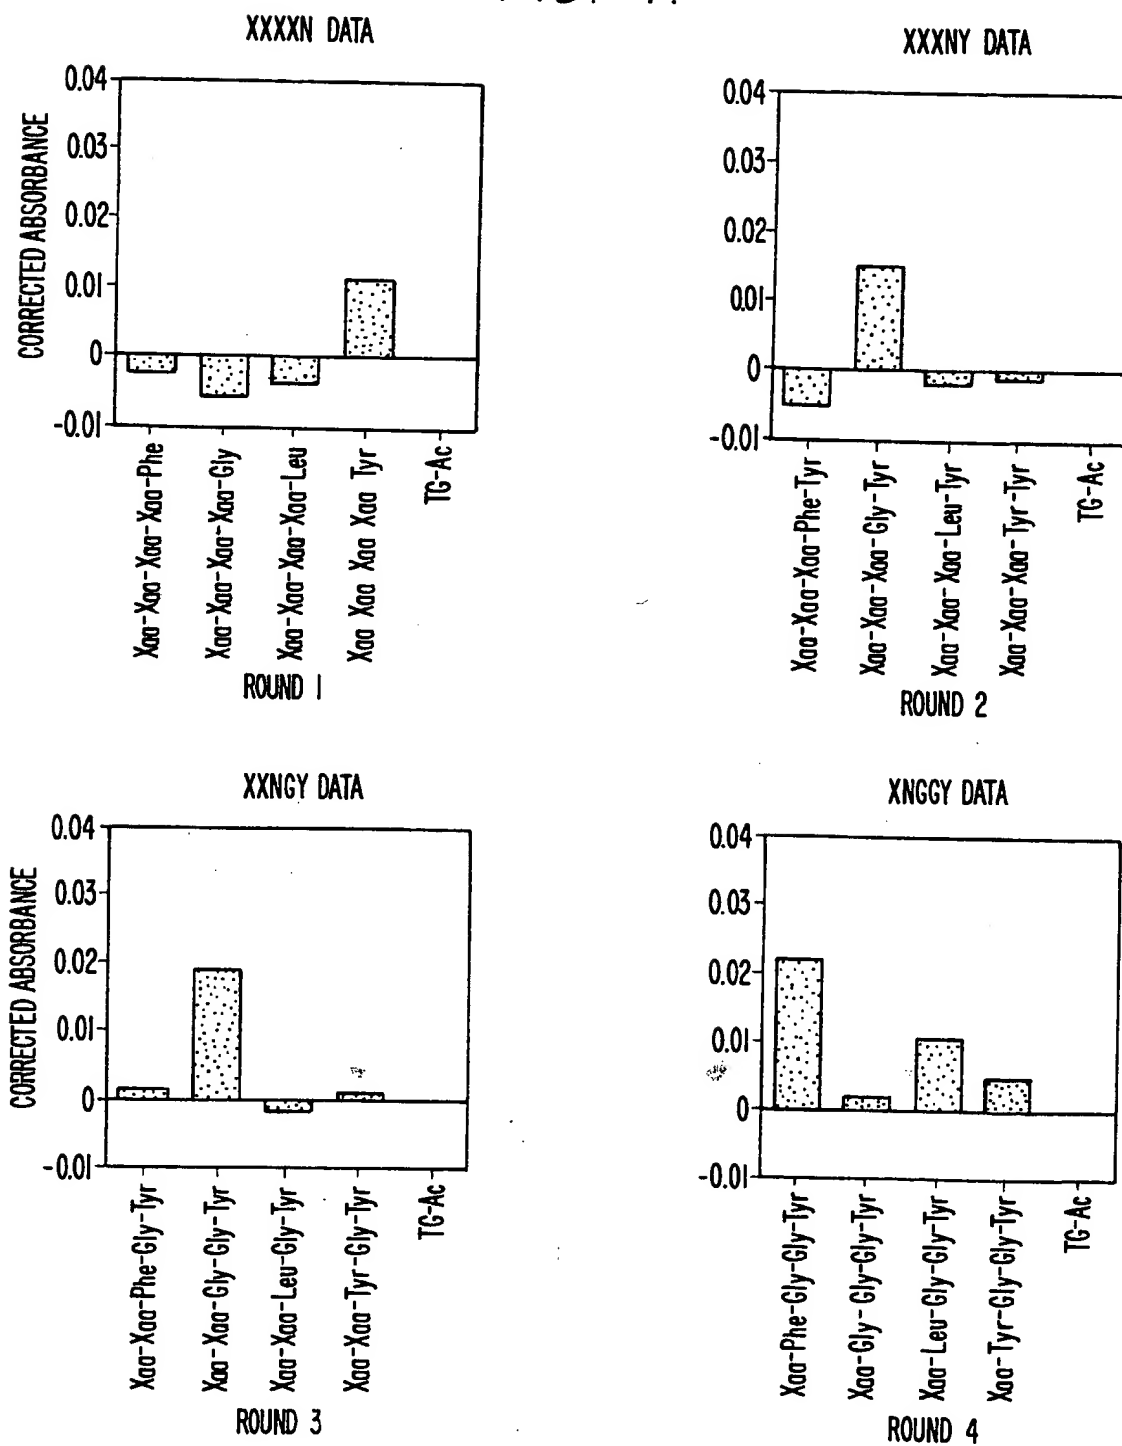 XXXXN DATA
CORRECTED ABSORBANCE
0.04
0.03
0.02
0.01
0
-0.01
Xaa-Xaa-Xaa-Xaa-Phe
Xaa-Xaa-Xaa-Xaa-Gly
Xaa-Xaa-Xaa-Xaa-Leu
Xaa Xaa Xaa Xaa Tyr
TG-Ac
ROUND 1
XXXNY DATA
0.04
0.03
0.02
0.01
0
-0.01
Xaa-Xaa-Xaa-Phe-Tyr
Xaa-Xaa-Xaa-Gly-Tyr
Xaa-Xaa-Xaa-Leu-Tyr
Xaa-Xaa-Xaa-Tyr-Tyr
TG-Ac
ROUND 2
XXNGY DATA
CORRECTED ABSORBANCE
0.04
0.03
0.02
0.01
0
-0.01
Xaa-Xaa-Phe-Gly-Tyr
Xaa-Xaa-Gly-Gly-Tyr
Xaa-Xaa-Leu-Gly-Tyr
Xaa-Xaa-Tyr-Gly-Tyr
TG-Ac
ROUND 3
XNGGY DATA
0.04
0.03
0.02
0.01
0
-0.01
Xaa-Phe-Gly-Gly-Tyr
Xaa-Gly-Gly-Gly-Tyr
Xaa-Leu-Gly-Gly-Tyr
Xaa-Tyr-Gly-Gly-Tyr
TG-Ac
ROUND 4